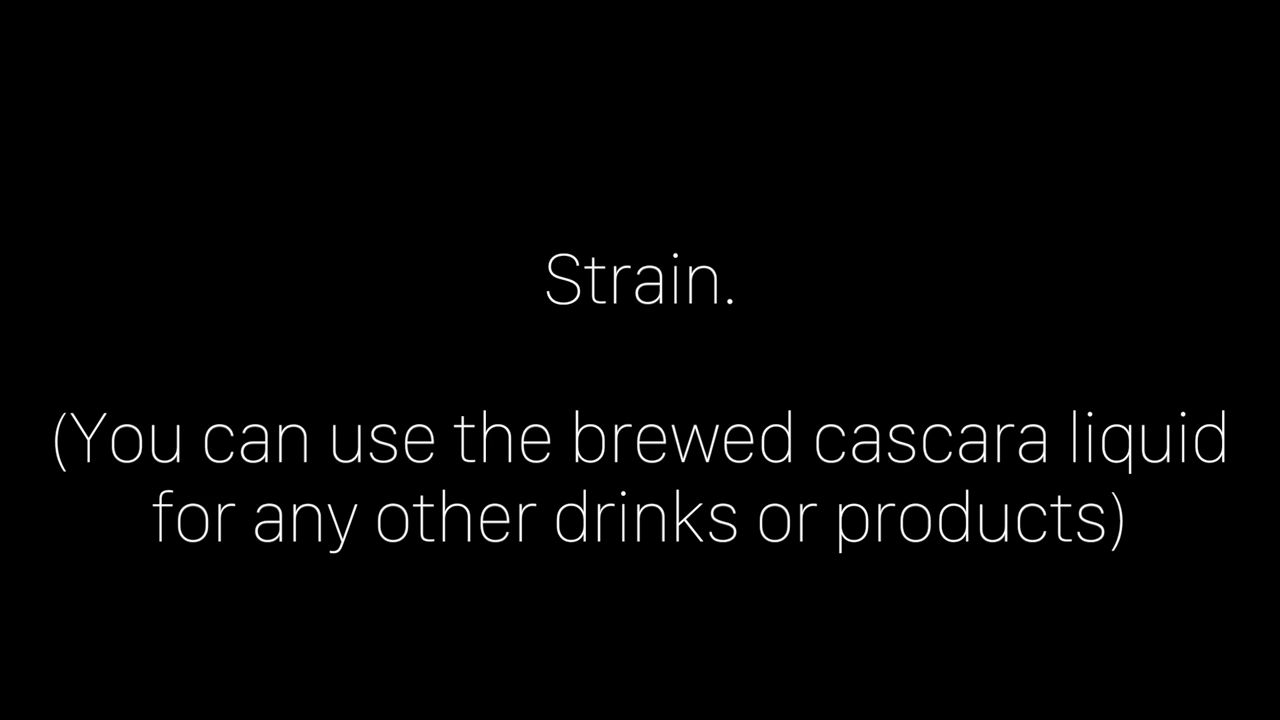 Strain.
(You can use the brewed cascara liquid
for any other drinks or products)